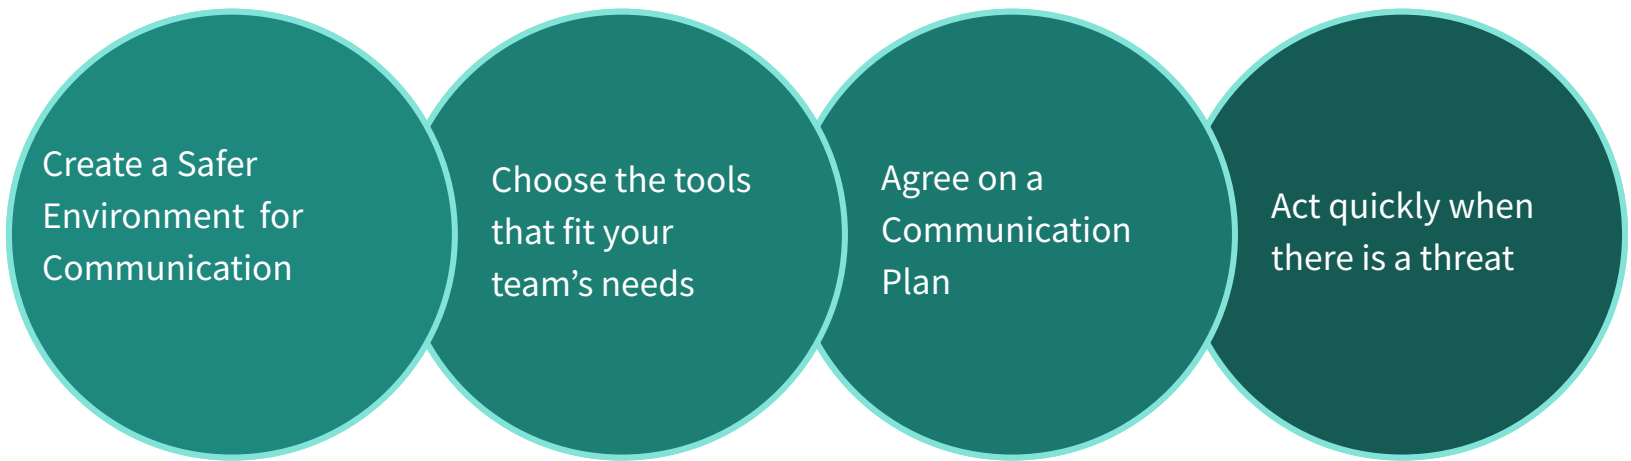 Create a Safer
Environment  for
Communication
Choose the tools
that fit your
team’s needs
Agree on a
Communication
Plan
Act quickly when
there is a threat